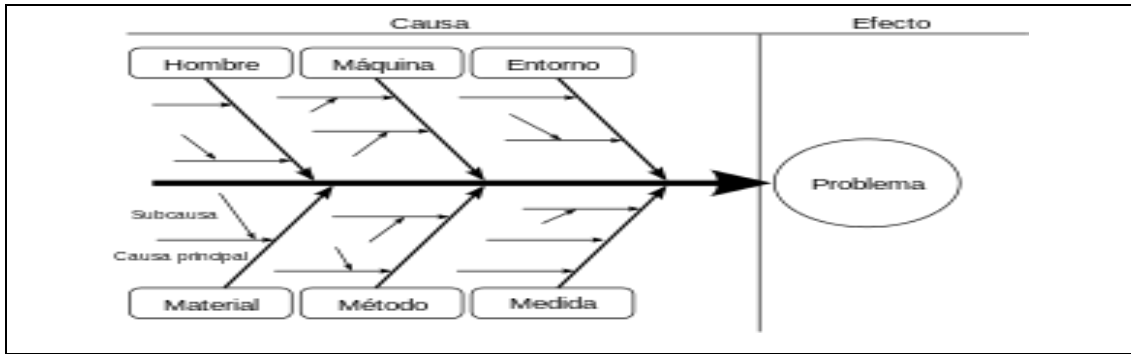 Causa Efecto
Hombre Máquina Entorno
Problema
Subcausa
Causa principal
Material Método Medida